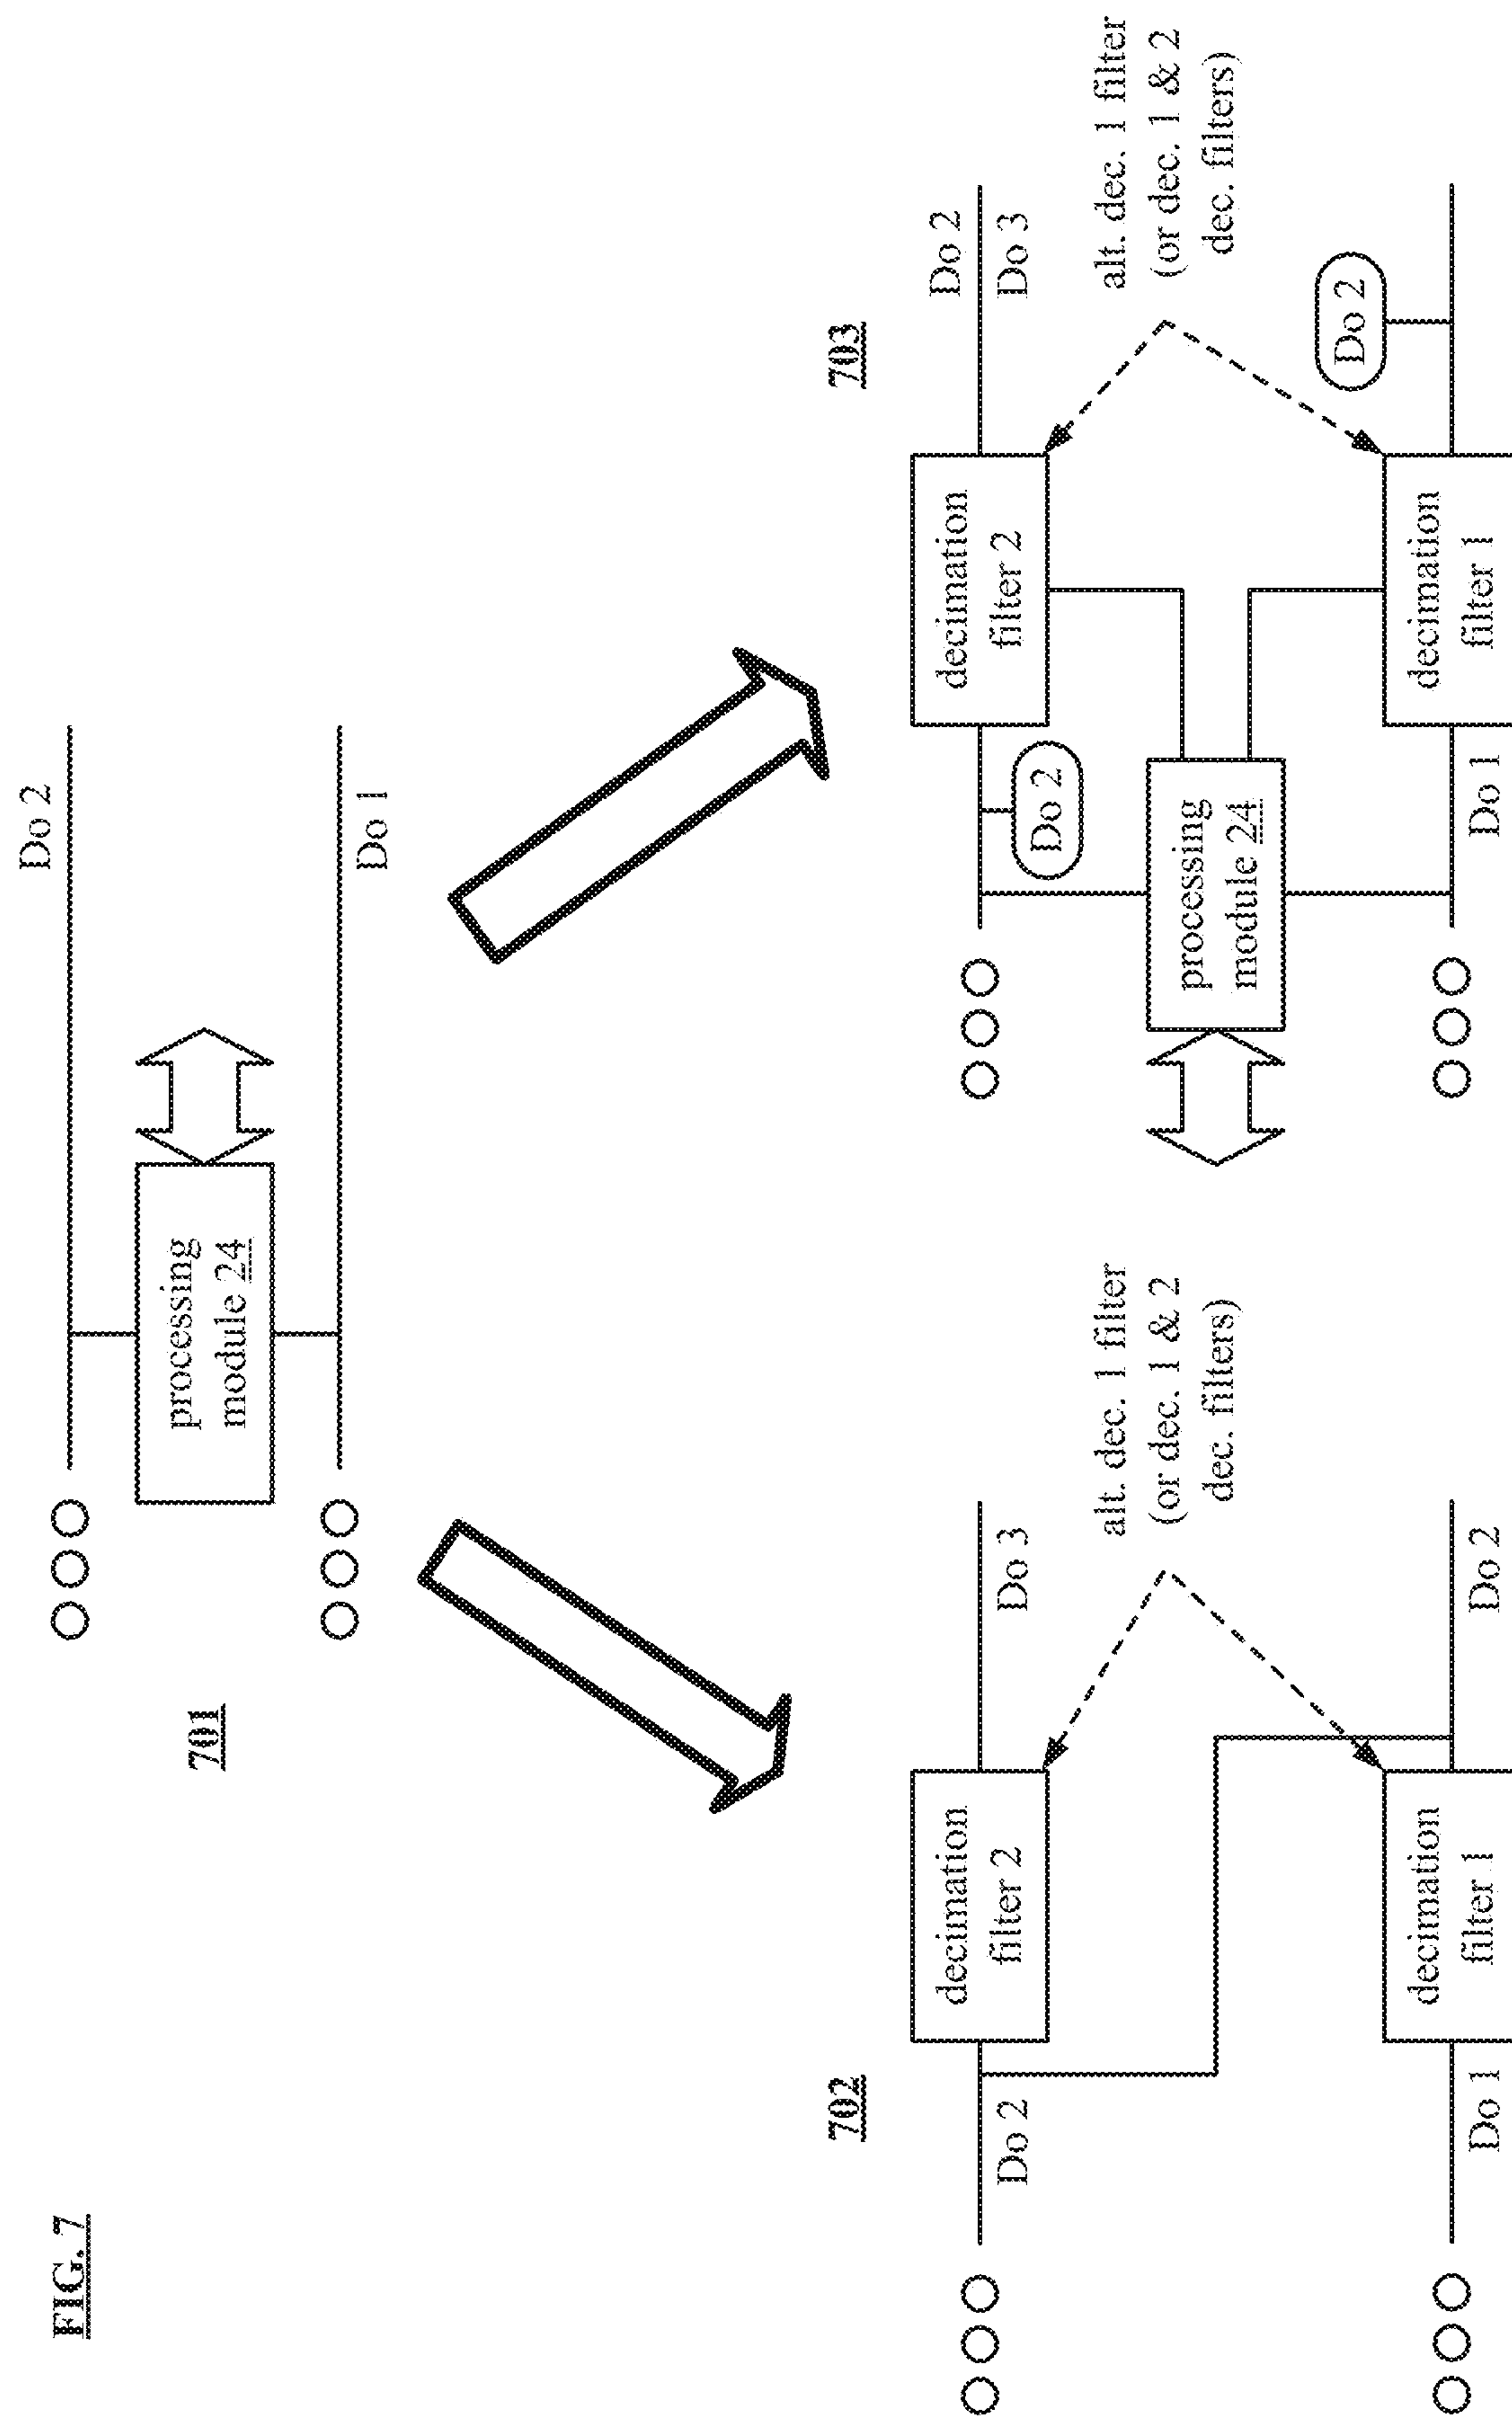 FIG. 7
701
Do 2
processing
module 24
Do 1
702
Do 2
decimation
filter 2
Do 3
alt. dec. 1 filter
(or dec. 1 & 2
dec. filters)
Do 1
decimation
filter 1
Do 2
703
Do 2
decimation
filter 2
Do 2
Do 3
processing
module 24
alt. dec. 1 filter
(or dec. 1 & 2
dec. filters)
Do 2
Do 1
decimation
filter 1